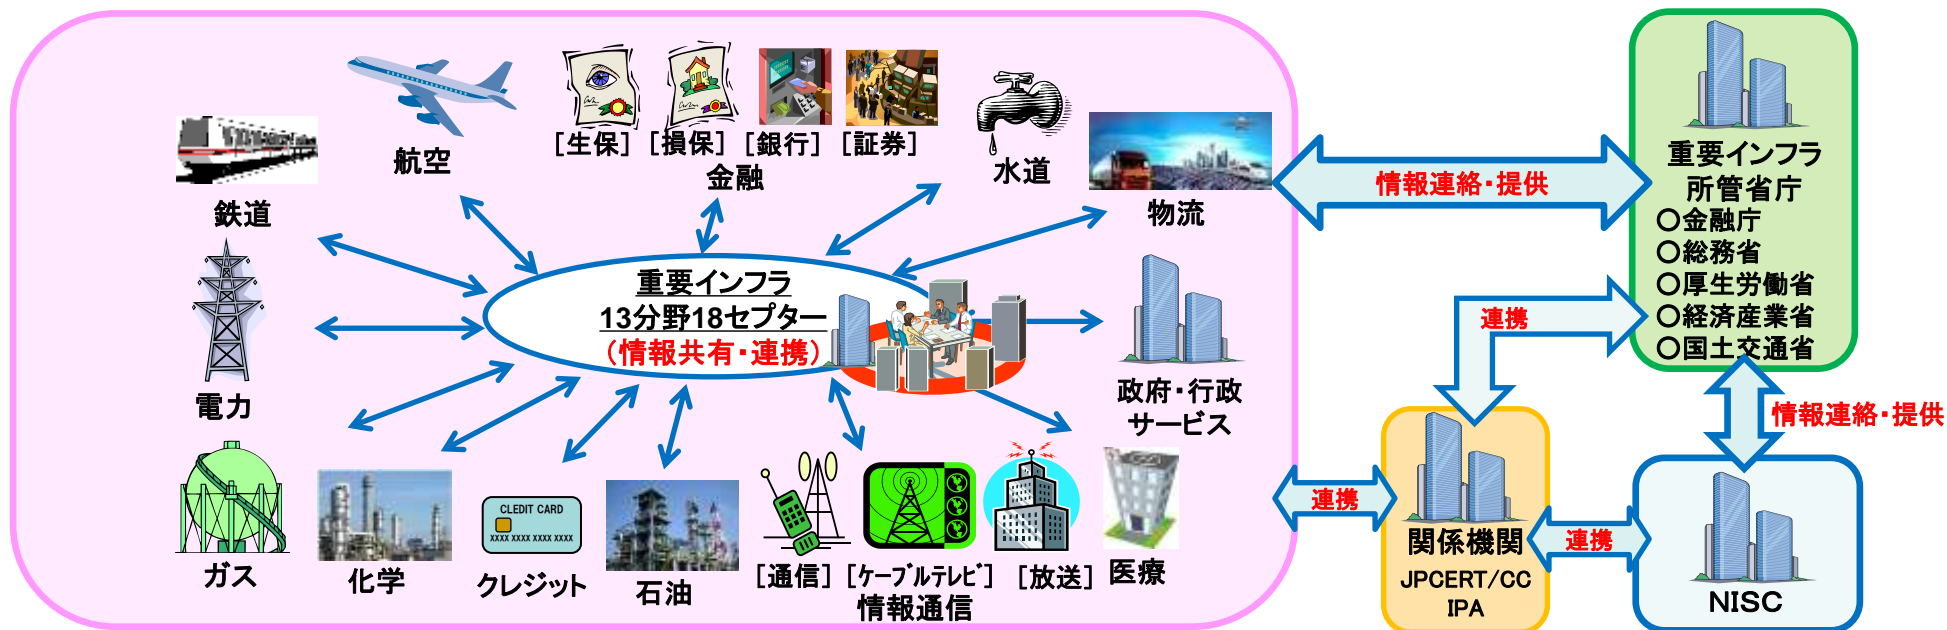 [生保] [損保] [銀行] [証券]
金融
航空
水道
鉄道
物流
電力
重要インフラ
13分野18セプター
(情報共有・連携)
政府・行政
サービス
CLEDIT CARD
XXXX XXXX XXXX XXXX
ガス
化学
クレジット
石油
[通信] [ｹｰﾌﾞﾙテレﾋﾞ] [放送]
情報通信
医療
情報連絡・提供
重要インフラ
所管省庁
○金融庁
○総務省
○厚生労働省
○経済産業省
○国土交通省
連携
情報連絡・提供
連携
関係機関
JPCERT/CC
IPA
連携
NISC